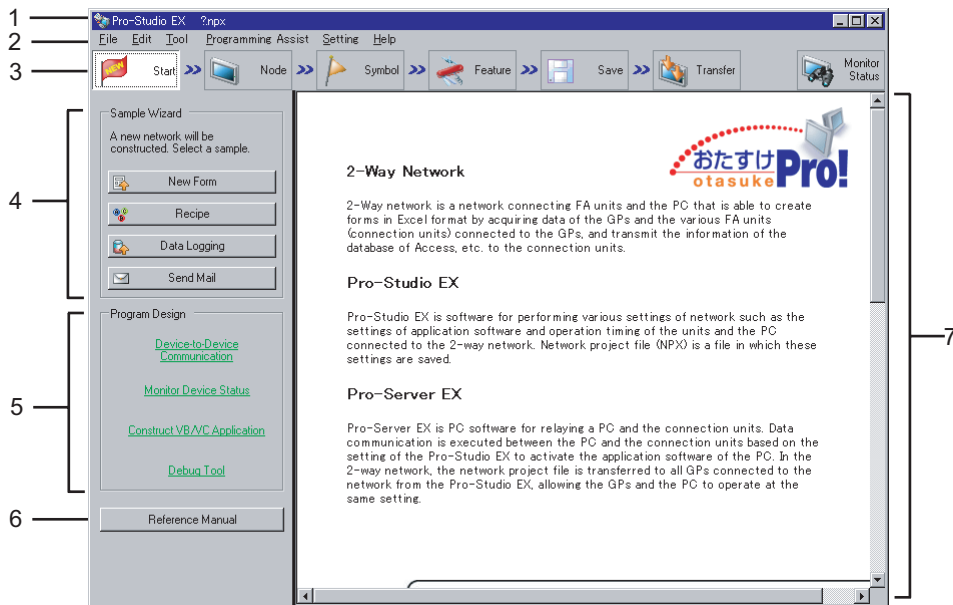 1
Pro-Studio EX ?.npx
2
File Edit Tool Programming Assist Setting Help
3
NEW
Start
Node
Symbol
Feature
Save
Transfer
Monitor
Status
4
Sample Wizard
A new network will be
constructed. Select a sample.
New Form
Recipe
Data Logging
Send Mail
5
Program Design
Device-to-Device
Communication
Monitor Device Status
Construct VB/VC Application
Debug Tool
6
Reference Manual
7
おたすけ Pro!
otasuke
2-Way Network
2-Way network is a network connecting FA units and the PC that is able to create
forms in Excel format by acquiring data of the GPs and the various FA units
(connection units) connected to the GPs, and transmit the information of the
database of Access, etc. to the connection units.
Pro-Studio EX
Pro-Studio EX is software for performing various settings of network such as the
settings of application software and operation timing of the units and the PC
connected to the 2-way network. Network project file (NPX) is a file in which these
settings are saved.
Pro-Server EX
Pro-Server EX is PC software for relaying a PC and the connection units. Data
communication is executed between the PC and the connection units based on the
setting of the Pro-Studio EX to activate the application software of the PC. In the
2-way network, the network project file is transferred to all GPs connected to the
network from the Pro-Studio EX, allowing the GPs and the PC to operate at the
same setting.